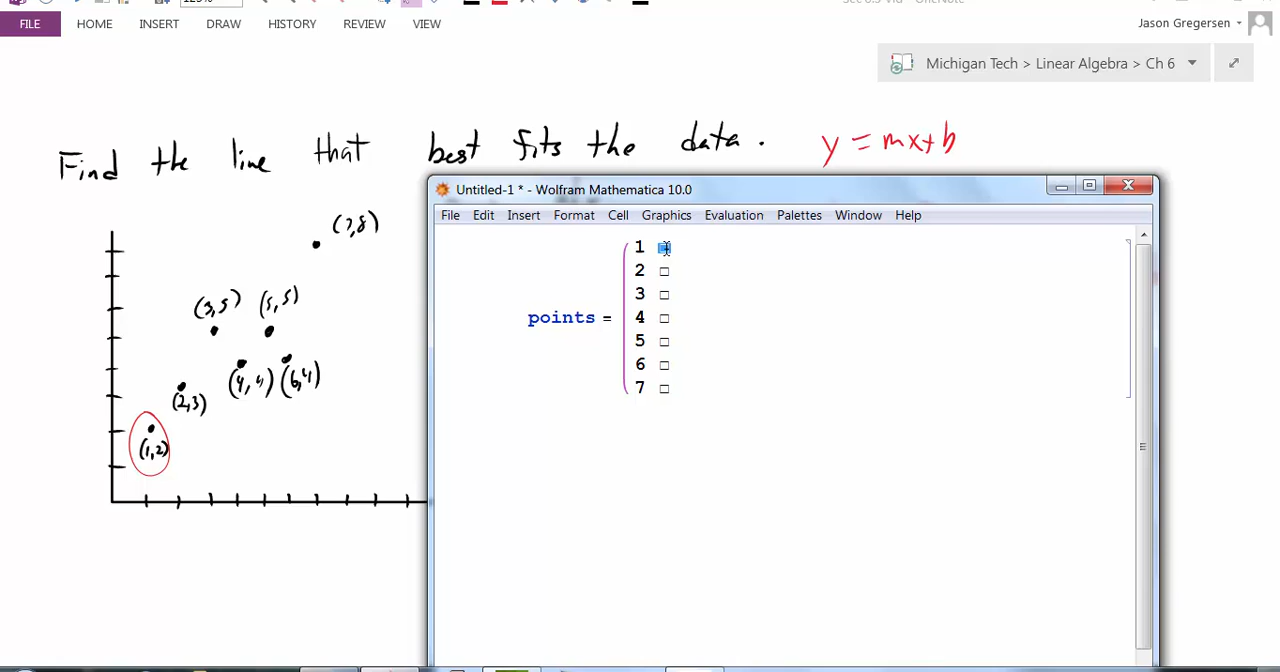 FILE HOME INSERT DRAW HISTORY REVIEW VIEW
Jason Gregersen
Michigan Tech > Linear Algebra > Ch 6
Find the line that best fits the data. y = mx+b
(7,8)
(3,5) (5,5)
(4,4) (6,4)
(2,3)
(1,2)
Untitled-1 * - Wolfram Mathematica 10.0
File Edit Insert Format Cell Graphics Evaluation Palettes Window Help
1
2
3
points = 4
5
6
7